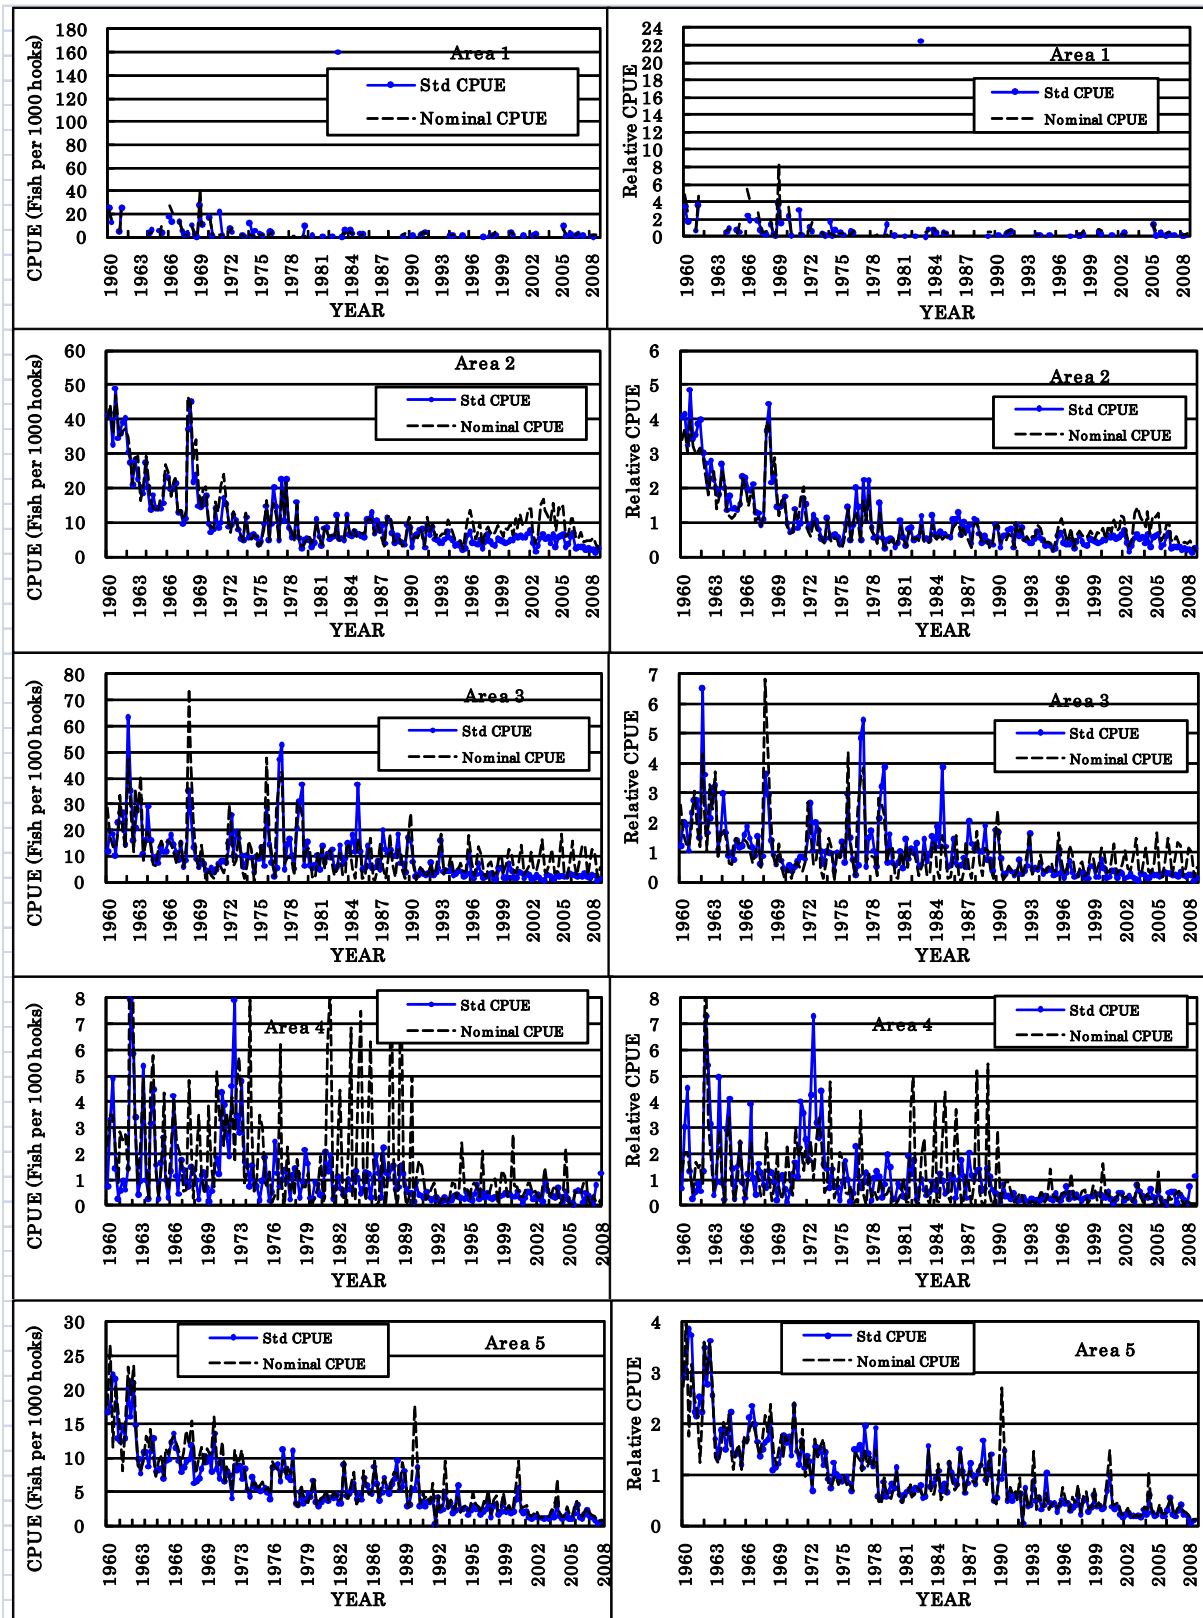 CPUE (Fish per 1000 hooks)
180
160
140
120
100
80
60
40
20
0
Area 1
Std CPUE
Nominal CPUE
1960 1963 1966 1969 1972 1975 1978 1981 1984 1987 1990 1993 1996 1999 2002 2005 2008
YEAR
Relative CPUE
24
22
20
18
16
14
12
10
8
6
4
2
0
Area 1
Std CPUE
Nominal CPUE
1960 1963 1966 1969 1972 1975 1978 1981 1984 1987 1990 1993 1996 1999 2002 2005 2008
YEAR
CPUE (Fish per 1000 hooks)
60
50
40
30
20
10
0
Area 2
Std CPUE
Nominal CPUE
1960 1963 1966 1969 1972 1975 1978 1981 1984 1987 1990 1993 1996 1999 2002 2005 2008
YEAR
Relative CPUE
6
5
4
3
2
1
0
Area 2
Std CPUE
Nominal CPUE
1960 1963 1966 1969 1972 1975 1978 1981 1984 1987 1990 1993 1996 1999 2002 2005 2008
YEAR
CPUE (Fish per 1000 hooks)
80
70
60
50
40
30
20
10
0
Area 3
Std CPUE
Nominal CPUE
1960 1963 1966 1969 1972 1975 1978 1981 1984 1987 1990 1993 1996 1999 2002 2005 2008
YEAR
Relative CPUE
7
6
5
4
3
2
1
0
Area 3
Std CPUE
Nominal CPUE
1960 1963 1966 1969 1972 1975 1978 1981 1984 1987 1990 1993 1996 1999 2002 2005 2008
YEAR
CPUE (Fish per 1000 hooks)
8
7
6
5
4
3
2
1
0
Area 4
Std CPUE
Nominal CPUE
1960 1963 1966 1969 1973 1976 1979 1982 1983 1986 1989 1992 1995 1999 2002 2005 2008
YEAR
Relative CPUE
8
7
6
5
4
3
2
1
0
Area 4
Std CPUE
Nominal CPUE
1960 1963 1966 1969 1972 1975 1978 1981 1984 1987 1990 1993 1996 1999 2002 2005 2008
YEAR
CPUE (Fish per 1000 hooks)
30
25
20
15
10
5
0
Area 5
Std CPUE
Nominal CPUE
1960 1963 1966 1970 1973 1976 1979 1982 1986 1989 1992 1995 1999 2002 2005 2008
YEAR
Relative CPUE
4
3
2
1
0
Area 5
Std CPUE
Nominal CPUE
1960 1963 1966 1969 1972 1975 1978 1981 1984 1987 1990 1993 1996 1999 2002 2005 2008
YEAR